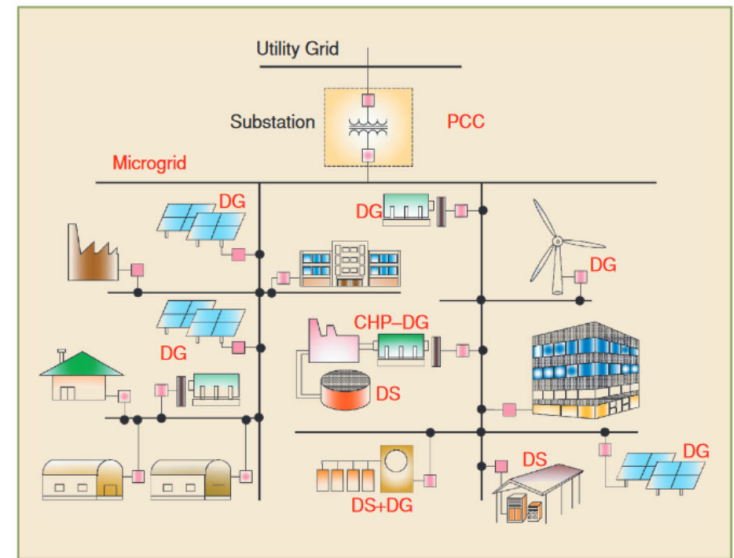 Utility Grid
Substation
PCC
Microgrid
DG
DG
DG
CHP–DG
DG
DS
DS
DG
DS+DG